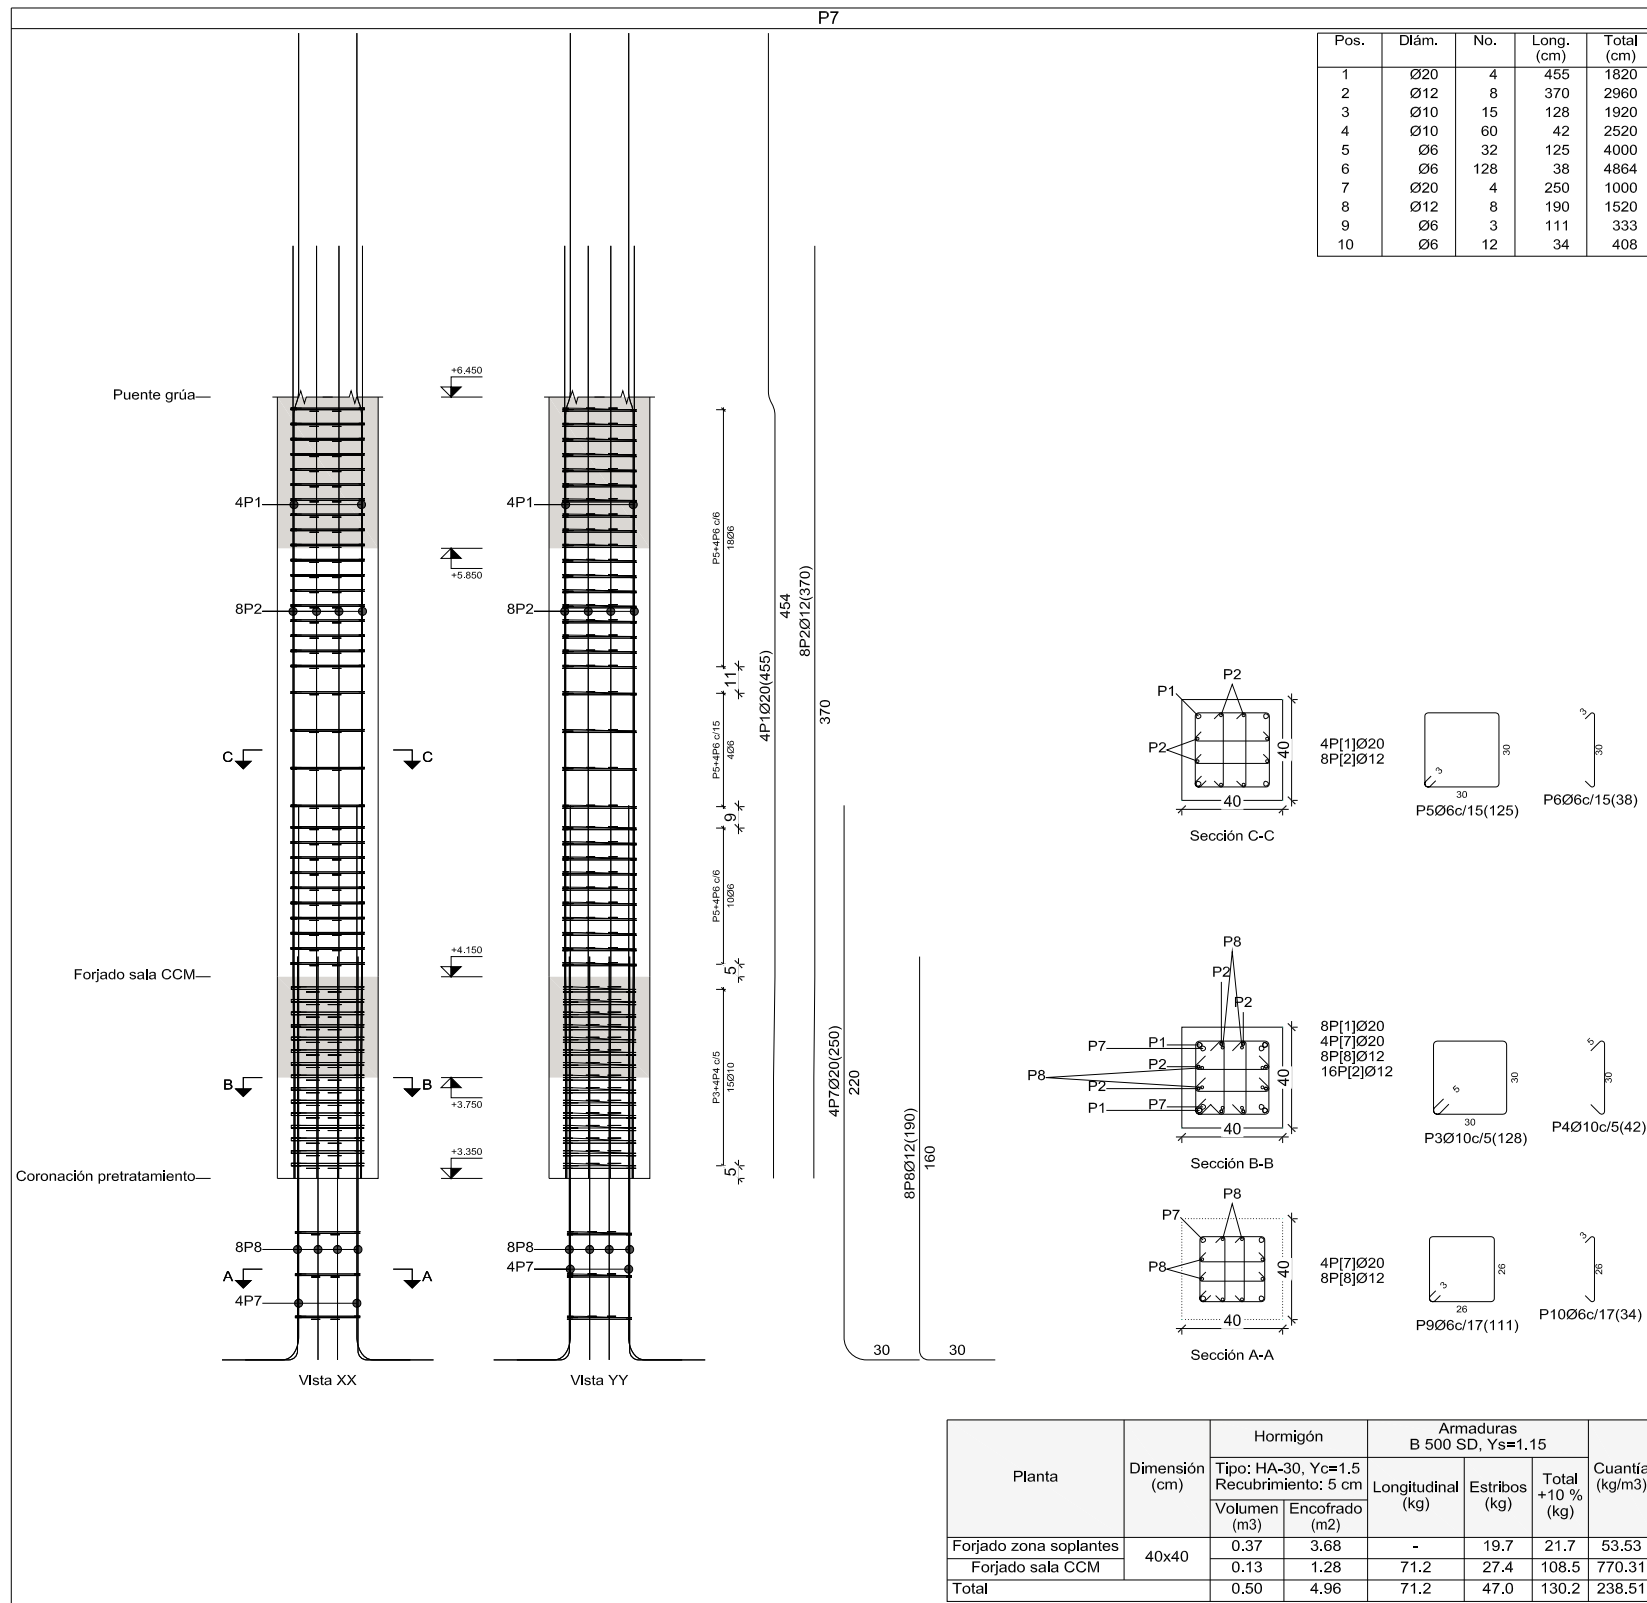 P7
Pos. Diám. No. Long. (cm) Total (cm)
1 Ø20 4 455 1820
2 Ø12 8 370 2960
3 Ø10 15 128 1920
4 Ø10 60 42 2520
5 Ø6 32 125 4000
6 Ø6 128 38 4864
7 Ø20 4 250 1000
8 Ø12 8 190 1520
9 Ø6 3 111 333
10 Ø6 12 34 408
Puente grúa
+6.450
4P1
4P1
+5.850
8P2
8P2
C
C
Forjado sala CCM
+4.150
B
B
+3.750
+3.350
Coronación pretratamiento
8P8
8P8
4P7
A
A
4P7
Vista XX
Vista YY
P5+4P6 c/6
18Ø6
11
P5+4P6 c/15
4Ø6
9
P5+4P6 c/6
10Ø6
5
P3+4P4 c/5
15Ø10
5
4P1Ø20(455)
454
8P2Ø12(370)
370
4P7Ø20(250)
220
8P8Ø12(190)
160
30
30
P1
P2
P2
40
40
4P[1]Ø20
8P[2]Ø12
3
30
30
P5Ø6c/15(125)
3
30
P6Ø6c/15(38)
Sección C-C
P8
P2
P2
P7
P1
P2
P8
P2
P1
P7
40
40
8P[1]Ø20
4P[7]Ø20
8P[8]Ø12
16P[2]Ø12
5
30
30
P3Ø10c/5(128)
5
30
P4Ø10c/5(42)
Sección B-B
P8
P7
P8
40
40
4P[7]Ø20
8P[8]Ø12
3
26
26
P9Ø6c/17(111)
3
26
P10Ø6c/17(34)
Sección A-A
Planta
Dimensión
(cm)
Hormigón
Tipo: HA-30, Yc=1.5
Recubrimiento: 5 cm
Volumen
(m3)
Encofrado
(m2)
Armaduras
B 500 SD, Ys=1.15
Longitudinal
(kg)
Estribos
(kg)
Total
+10 %
(kg)
Cuantía
(kg/m3)
Forjado zona soplantes 40x40 0.37 3.68 - 19.7 21.7 53.53
Forjado sala CCM 0.13 1.28 71.2 27.4 108.5 770.31
Total 0.50 4.96 71.2 47.0 130.2 238.51